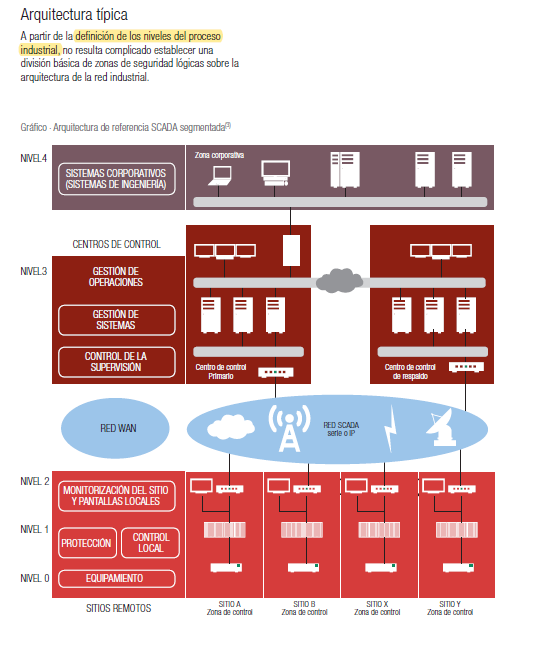 Arquitectura típica
A partir de la definición de los niveles del proceso
industrial, no resulta complicado establecer una
división básica de zonas de seguridad lógicas sobre la
arquitectura de la red industrial.
Gráfico · Arquitectura de referencia SCADA segmentada(3)
NIVEL4
SISTEMAS CORPORATIVOS
(SISTEMAS DE INGENIERÍA)
Zona corporativa
CENTROS DE CONTROL
NIVEL3
GESTIÓN DE
OPERACIONES
GESTIÓN DE
SISTEMAS
CONTROL DE LA
SUPERVISIÓN
Centro de control
Primario
Centro de control
de respaldo
RED WAN
RED SCADA
serie o IP
NIVEL 2
MONITORIZACIÓN DEL SITIO
Y PANTALLAS LOCALES
NIVEL 1
PROTECCIÓN
CONTROL
LOCAL
NIVEL 0
EQUIPAMIENTO
SITIOS REMOTOS
SITIO A
Zona de control
SITIO B
Zona de control
SITIO X
Zona de control
SITIO Y
Zona de control